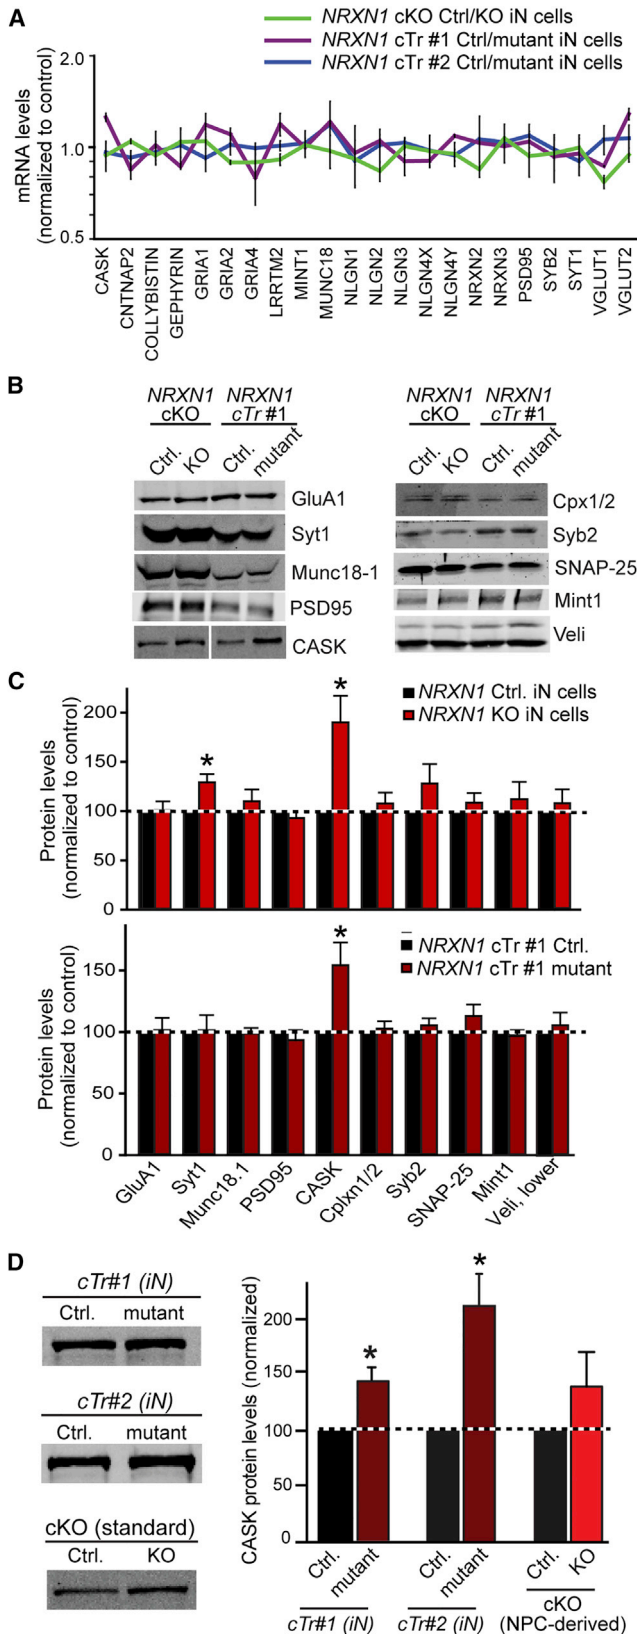 A
NRXN1 cKO Ctrl/KO iN cells
NRXN1 cTr #1 Ctrl/mutant iN cells
NRXN1 cTr #2 Ctrl/mutant iN cells
mRNA levels
(normalized to control)
2.0
1.0
0.5
CASK
CNTNAP2
COLLYBISTIN
GEPHYRIN
GRIA1
GRIA2
GRIA4
LRRTM2
MINT1
MUNC18
NLGN1
NLGN2
NLGN3
NLGN4X
NLGN4Y
NRXN2
NRXN3
PSD95
SYB2
SYT1
VGLUT1
VGLUT2
B
NRXN1 NRXN1
cKO cTr #1
Ctrl. KO Ctrl. mutant
GluA1
Syt1
Munc18-1
PSD95
CASK
NRXN1 NRXN1
cKO cTr #1
Ctrl. KO Ctrl. mutant
Cpx1/2
Syb2
SNAP-25
Mint1
Veli
C
NRXN1 Ctrl. iN cells
NRXN1 KO iN cells
Protein levels
(normalized to control)
200
150
100
50
0
* *
NRXN1 cTr #1 Ctrl.
NRXN1 cTr #1 mutant
Protein levels
(normalized to control)
150
100
50
0
*
GluA1
Syt1
Munc18.1
PSD95
CASK
Cplxn1/2
Syb2
SNAP-25
Mint1
Veli, lower
D
cTr#1 (iN)
Ctrl. mutant
cTr#2 (iN)
Ctrl. mutant
cKO (standard)
Ctrl. KO
CASK protein levels (normalized)
200
150
100
50
0
* *
Ctrl. mutant Ctrl. mutant Ctrl. KO
cTr#1 (iN) cTr#2 (iN) cKO
(NPC-derived)